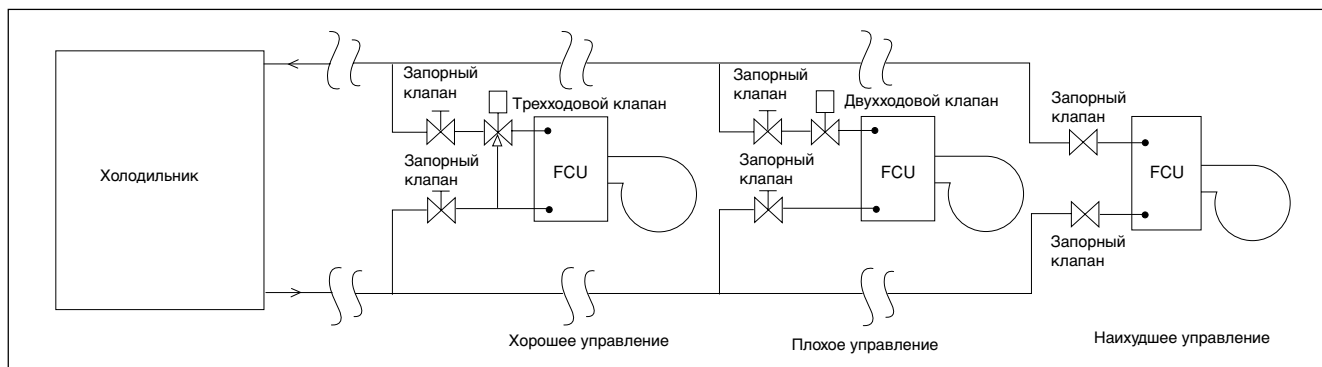 Холодильник
Запорный
клапан
Трехходовой клапан
Запорный
клапан
FCU
Запорный
клапан
Двухходовой клапан
Запорный
клапан
FCU
Запорный
клапан
FCU
Запорный
клапан
Хорошее управление
Плохое управление
Наихудшее управление